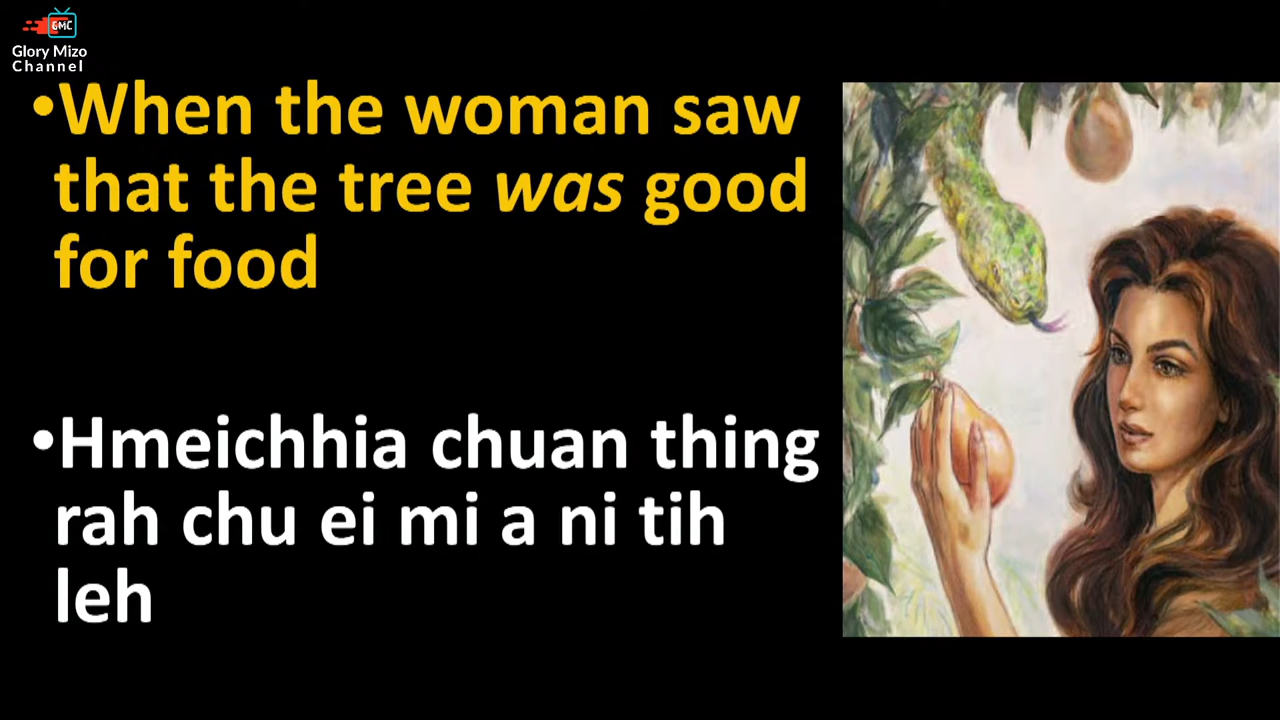 GMC
Glory Mizo
Channel
•When the woman saw
that the tree was good
for food
•Hmeichhia chuan thing
rah chu ei mi a ni tih
leh